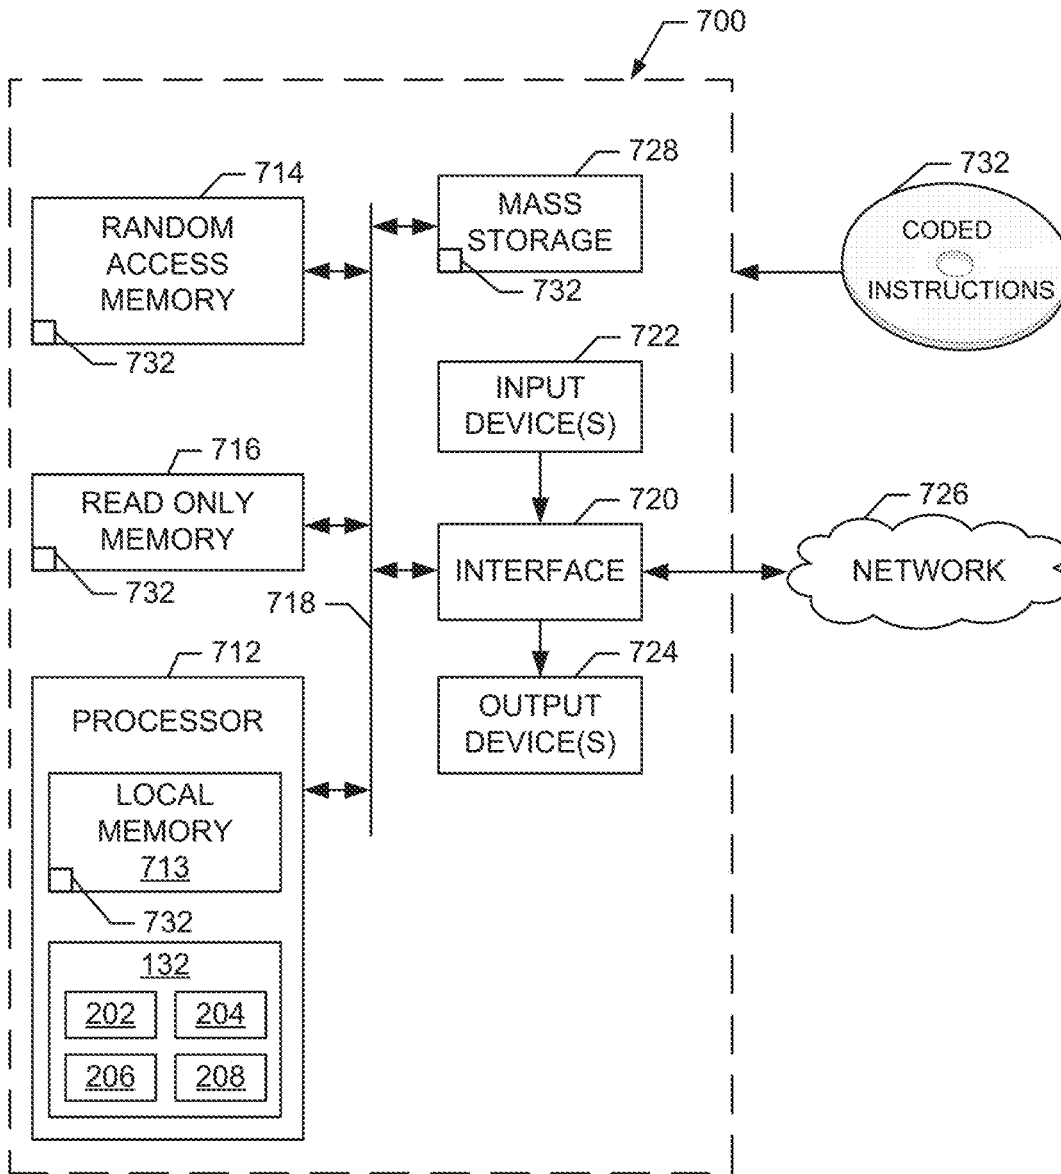 700
714
RANDOM
ACCESS
MEMORY
732
728
MASS
STORAGE
732
732
CODED
INSTRUCTIONS
722
INPUT
DEVICE(S)
716
READ ONLY
MEMORY
732
720
INTERFACE
726
NETWORK
718
712
PROCESSOR
LOCAL
MEMORY
713
732
724
OUTPUT
DEVICE(S)
132
202
204
206
208